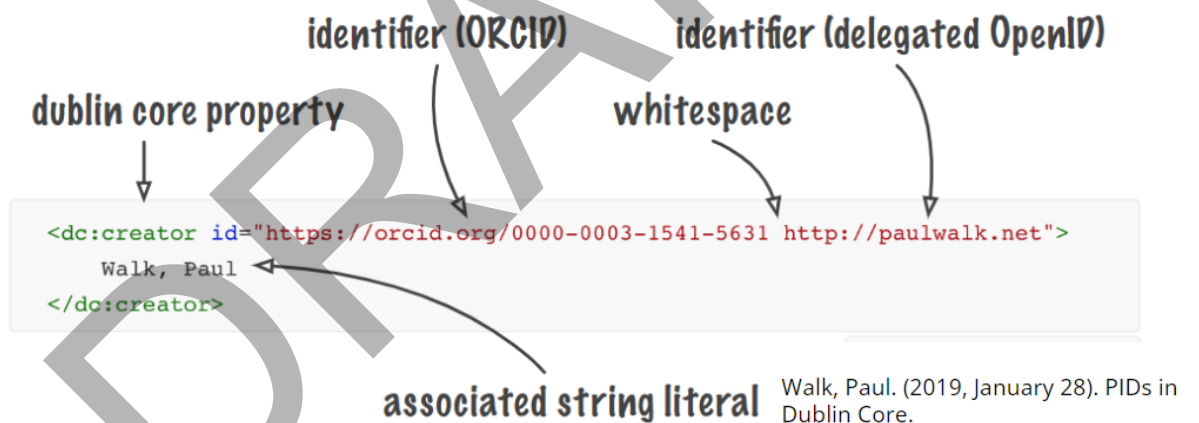 identifier (ORCID)
identifier (delegated OpenID)
dublin core property
whitespace
<dc:creator id="https://orcid.org/0000-0003-1541-5631 http://paulwalk.net">
Walk, Paul
</dc:creator>
associated string literal
Walk, Paul. (2019, January 28). PIDs in
Dublin Core.
DRA